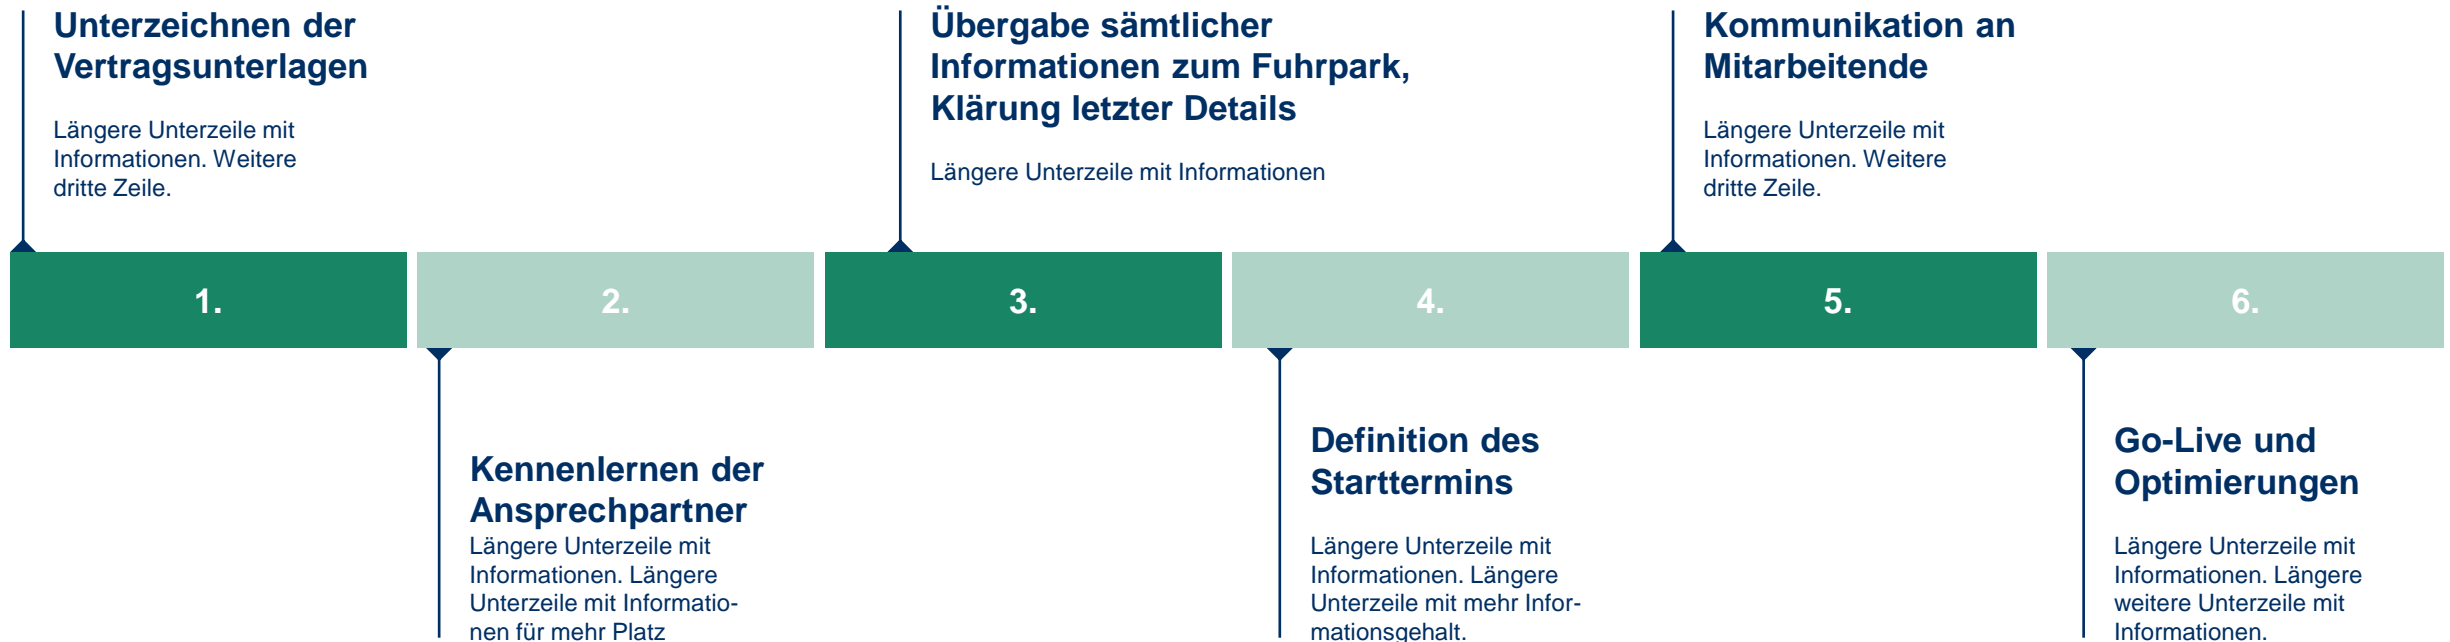 Unterzeichnen der
Vertragsunterlagen
Längere Unterzeile mit
Informationen. Weitere
dritte Zeile.
Übergabe sämtlicher
Informationen zum Fuhrpark,
Klärung letzter Details
Längere Unterzeile mit Informationen
Kommunikation an
Mitarbeitende
Längere Unterzeile mit
Informationen. Weitere
dritte Zeile.
1.
2.
3.
4.
5.
6.
Kennenlernen der
Ansprechpartner
Längere Unterzeile mit
Informationen. Längere
Unterzeile mit Informatio-
nen für mehr Platz
Definition des
Starttermins
Längere Unterzeile mit
Informationen. Längere
Unterzeile mit mehr Infor-
mationsgehalt.
Go-Live und
Optimierungen
Längere Unterzeile mit
Informationen. Längere
weitere Unterzeile mit
Informationen.